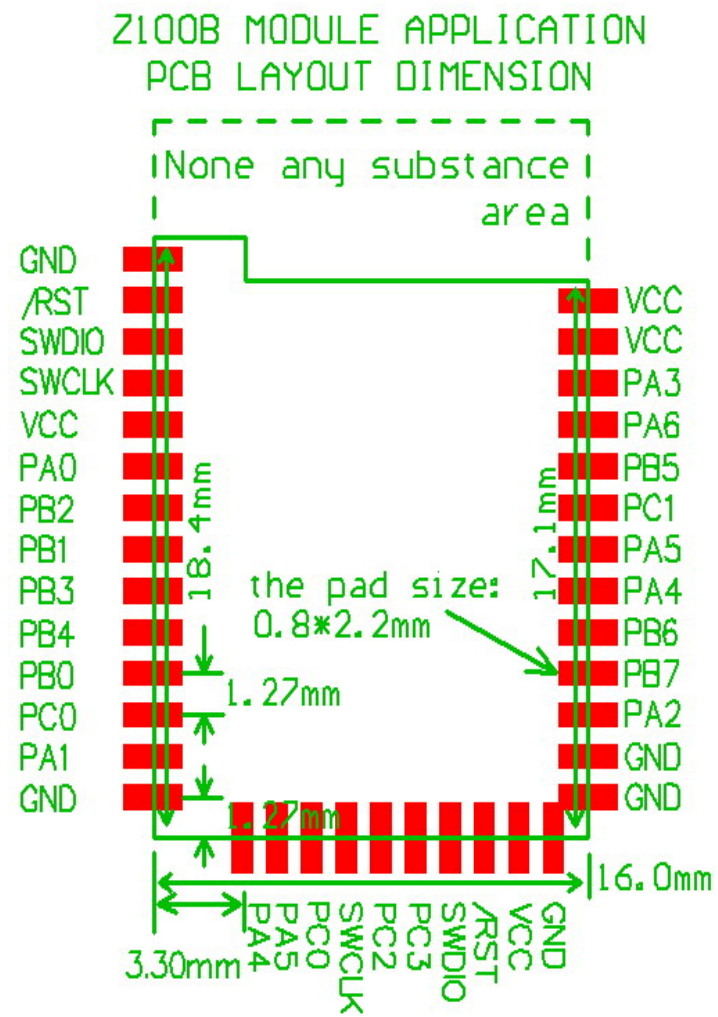 Z100B MODULE APPLICATION
PCB LAYOUT DIMENSION
None any substance
area
GND
/RST
SWDIO
SWCLK
VCC
PA0
PB2
PB1
PB3
PB4
PB0
PC0
PA1
GND
18.4mm
the pad size:
0.8*2.2mm
1.27mm
1.27mm
17.1mm
VCC
VCC
PA3
PA6
PB5
PC1
PA5
PA4
PB6
PB7
PA2
GND
GND
16.0mm
3.30mm
PA4
PA5
PC0
SWCLK
PC2
PC3
SWDIO
/RST
VCC
GND